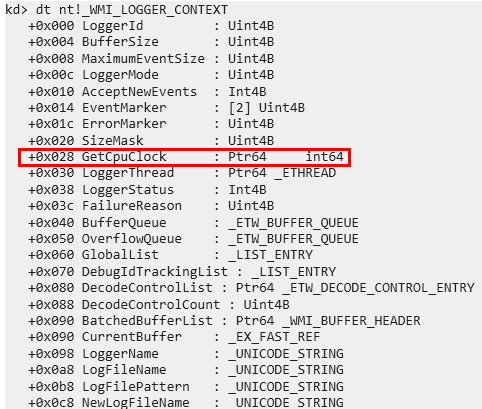 kd> dt nt!_WMI_LOGGER_CONTEXT
+0x000 LoggerId : Uint4B
+0x004 BufferSize : Uint4B
+0x008 MaximumEventSize : Uint4B
+0x00c LoggerMode : Uint4B
+0x010 AcceptNewEvents : Int4B
+0x014 EventMarker : [2] Uint4B
+0x01c ErrorMarker : Uint4B
+0x020 SizeMask : Uint4B
+0x028 GetCpuClock : Ptr64 int64
+0x030 LoggerThread : Ptr64 _ETHREAD
+0x038 LoggerStatus : Int4B
+0x03c FailureReason : Uint4B
+0x040 BufferQueue : _ETW_BUFFER_QUEUE
+0x050 OverflowQueue : _ETW_BUFFER_QUEUE
+0x060 GlobalList : _LIST_ENTRY
+0x070 DebugIdTrackingList : _LIST_ENTRY
+0x080 DecodeControlList : Ptr64 _ETW_DECODE_CONTROL_ENTRY
+0x088 DecodeControlCount : Uint4B
+0x090 BatchedBufferList : Ptr64 _WMI_BUFFER_HEADER
+0x090 CurrentBuffer : _EX_FAST_REF
+0x098 LoggerName : _UNICODE_STRING
+0x0a8 LogFileName : _UNICODE_STRING
+0x0b8 LogFilePattern : _UNICODE_STRING
+0x0c8 NewLogFileName : _UNICODE_STRING